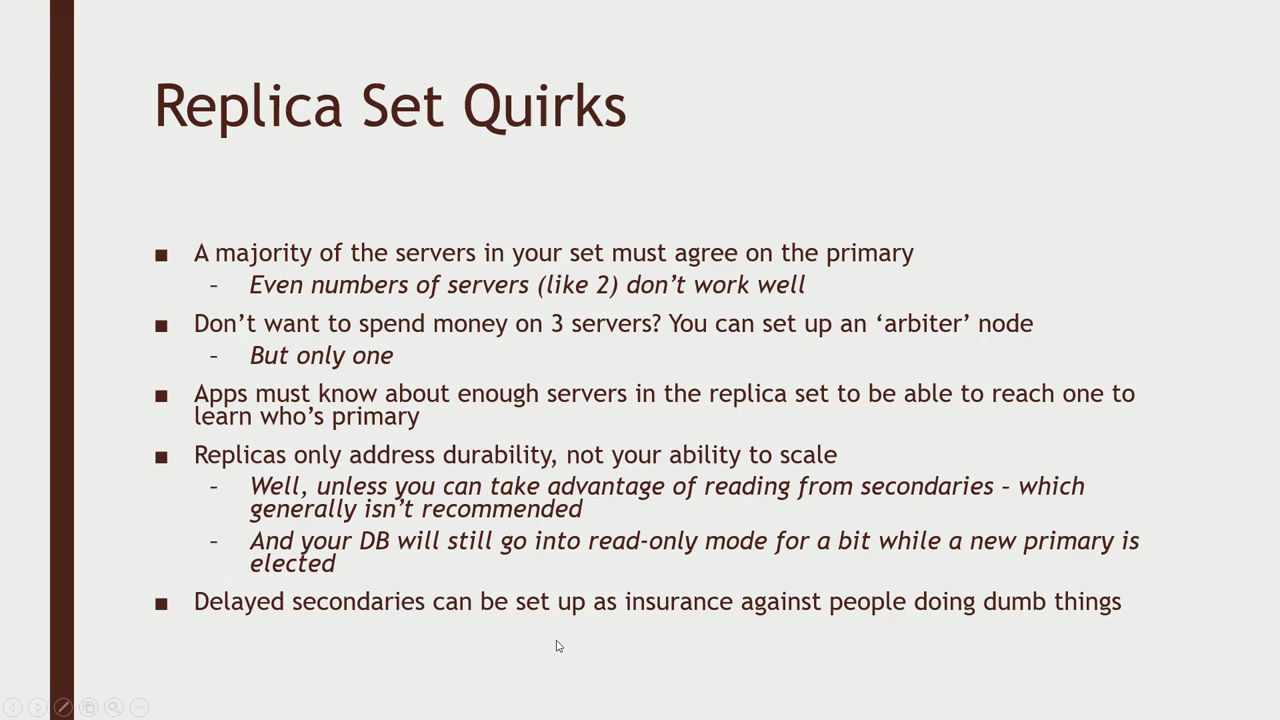 Replica Set Quirks
■ A majority of the servers in your set must agree on the primary
– Even numbers of servers (like 2) don’t work well
■ Don’t want to spend money on 3 servers? You can set up an ‘arbiter’ node
– But only one
■ Apps must know about enough servers in the replica set to be able to reach one to
learn who’s primary
■ Replicas only address durability, not your ability to scale
– Well, unless you can take advantage of reading from secondaries – which
generally isn’t recommended
– And your DB will still go into read-only mode for a bit while a new primary is
elected
■ Delayed secondaries can be set up as insurance against people doing dumb things